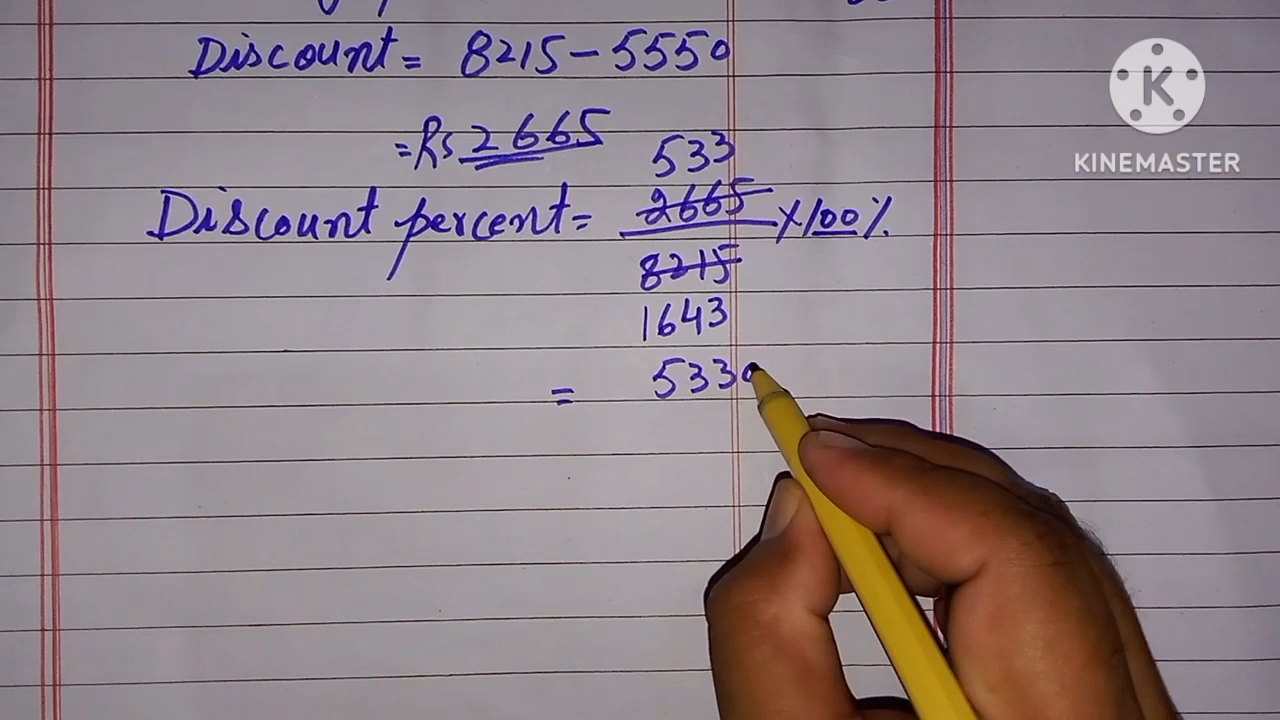 Discount = 8215 - 5550
= Rs 2665
533
Discount percent = 2665 × 100 %
8215
1643
= 5330
KINEMASTER